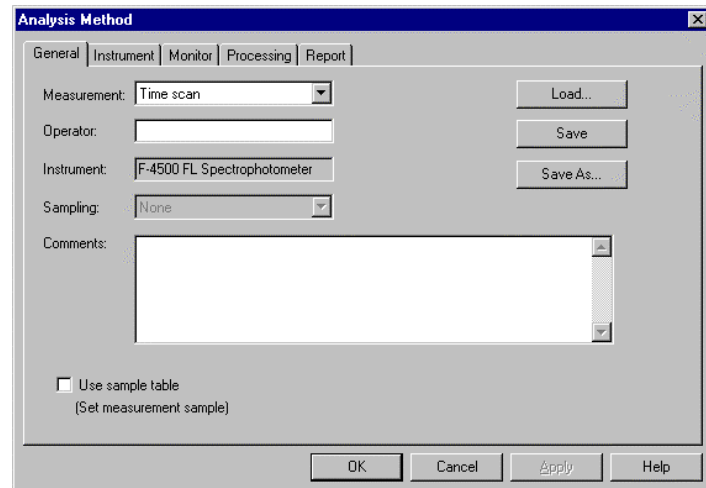 Analysis Method
General Instrument Monitor Processing Report
Measurement: Time scan Load...
Operator: Save
Instrument: F-4500 FL Spectrophotometer Save As...
Sampling: None
Comments:
Use sample table
(Set measurement sample)
OK Cancel Apply Help